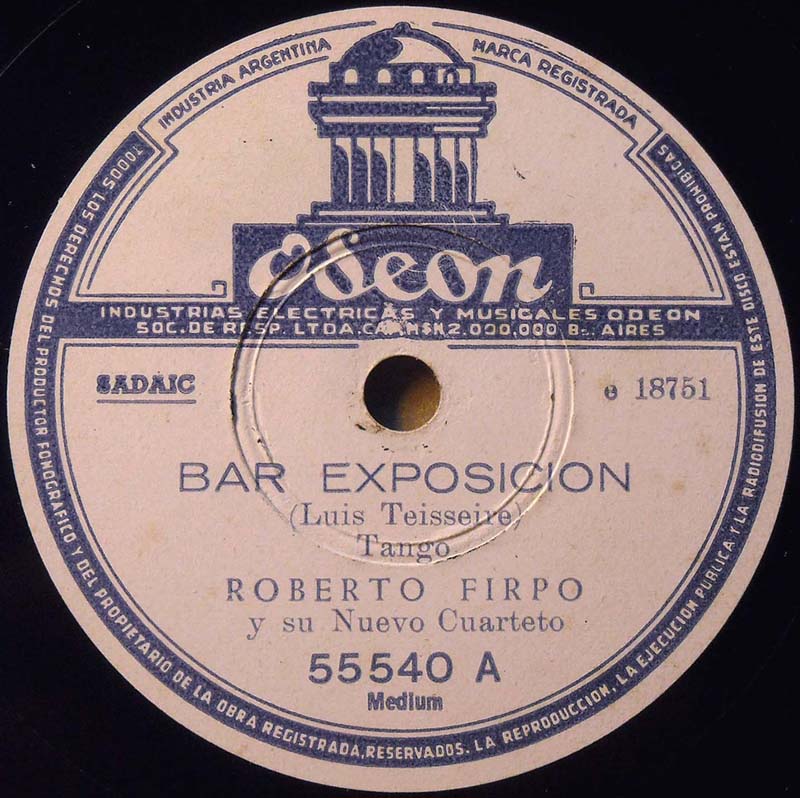 INDUSTRIA ARGENTINA
MARCA REGISTRADA
Odeon
INDUSTRIAS ELECTRICAS Y MUSICALES ODEON
SOC. DE RESP. LTDA. CAP. M$N 2.000.000 Bs. AIRES
SADAIC
e 18751
BAR EXPOSICION
(Luis Teisseire)
Tango
ROBERTO FIRPO
y su Nuevo Cuarteto
55540 A
Medium
TODOS LOS DERECHOS DEL PRODUCTOR FONOGRAFICO Y DEL PROPIETARIO DE LA OBRA REGISTRADA, RESERVADOS. LA REPRODUCCION, LA EJECUCION PUBLICA Y LA RADIODIFUSION DE ESTE DISCO ESTAN PROHIBIDAS